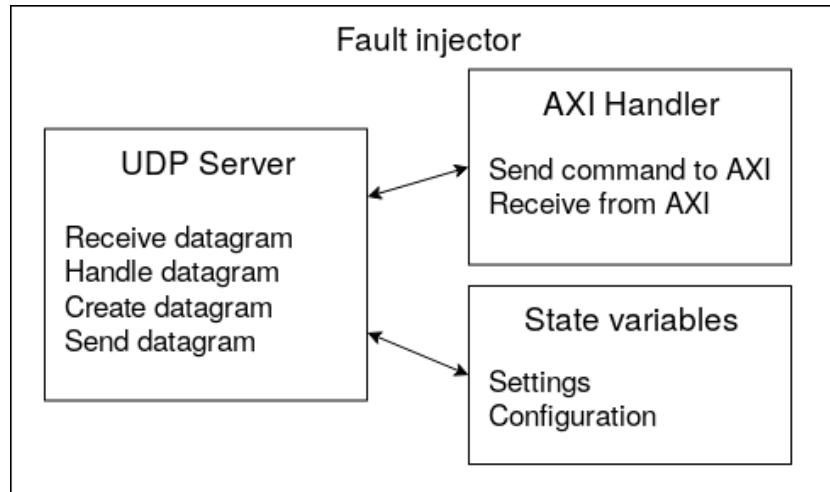 Fault injector
UDP Server
Receive datagram
Handle datagram
Create datagram
Send datagram
AXI Handler
Send command to AXI
Receive from AXI
State variables
Settings
Configuration